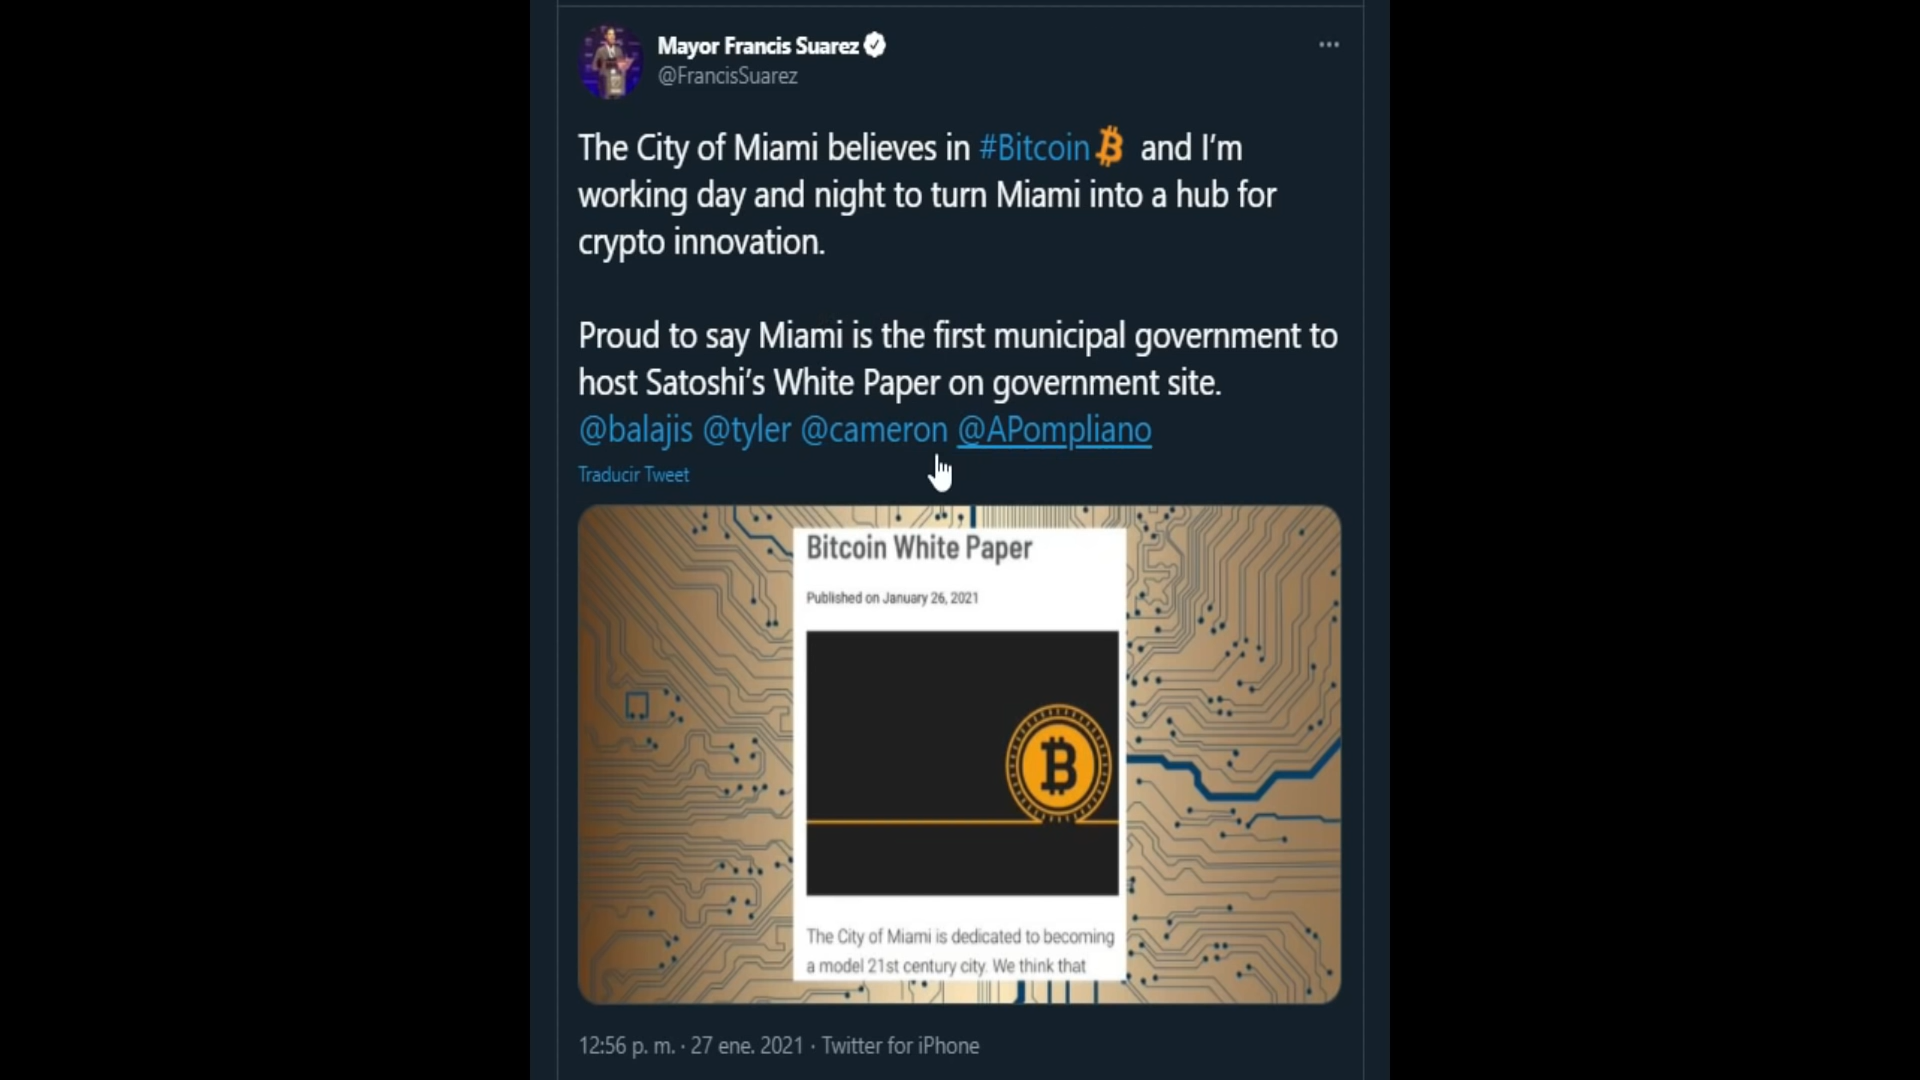 Mayor Francis Suarez
@FrancisSuarez
The City of Miami believes in #Bitcoin and I'm
working day and night to turn Miami into a hub for
crypto innovation.
Proud to say Miami is the first municipal government to
host Satoshi's White Paper on government site.
@balajis @tyler @cameron @APompliano
Traducir Tweet
Bitcoin White Paper
Published on January 26, 2021
The City of Miami is dedicated to becoming
a model 21st century city. We think that
12:56 p. m. · 27 ene. 2021 · Twitter for iPhone